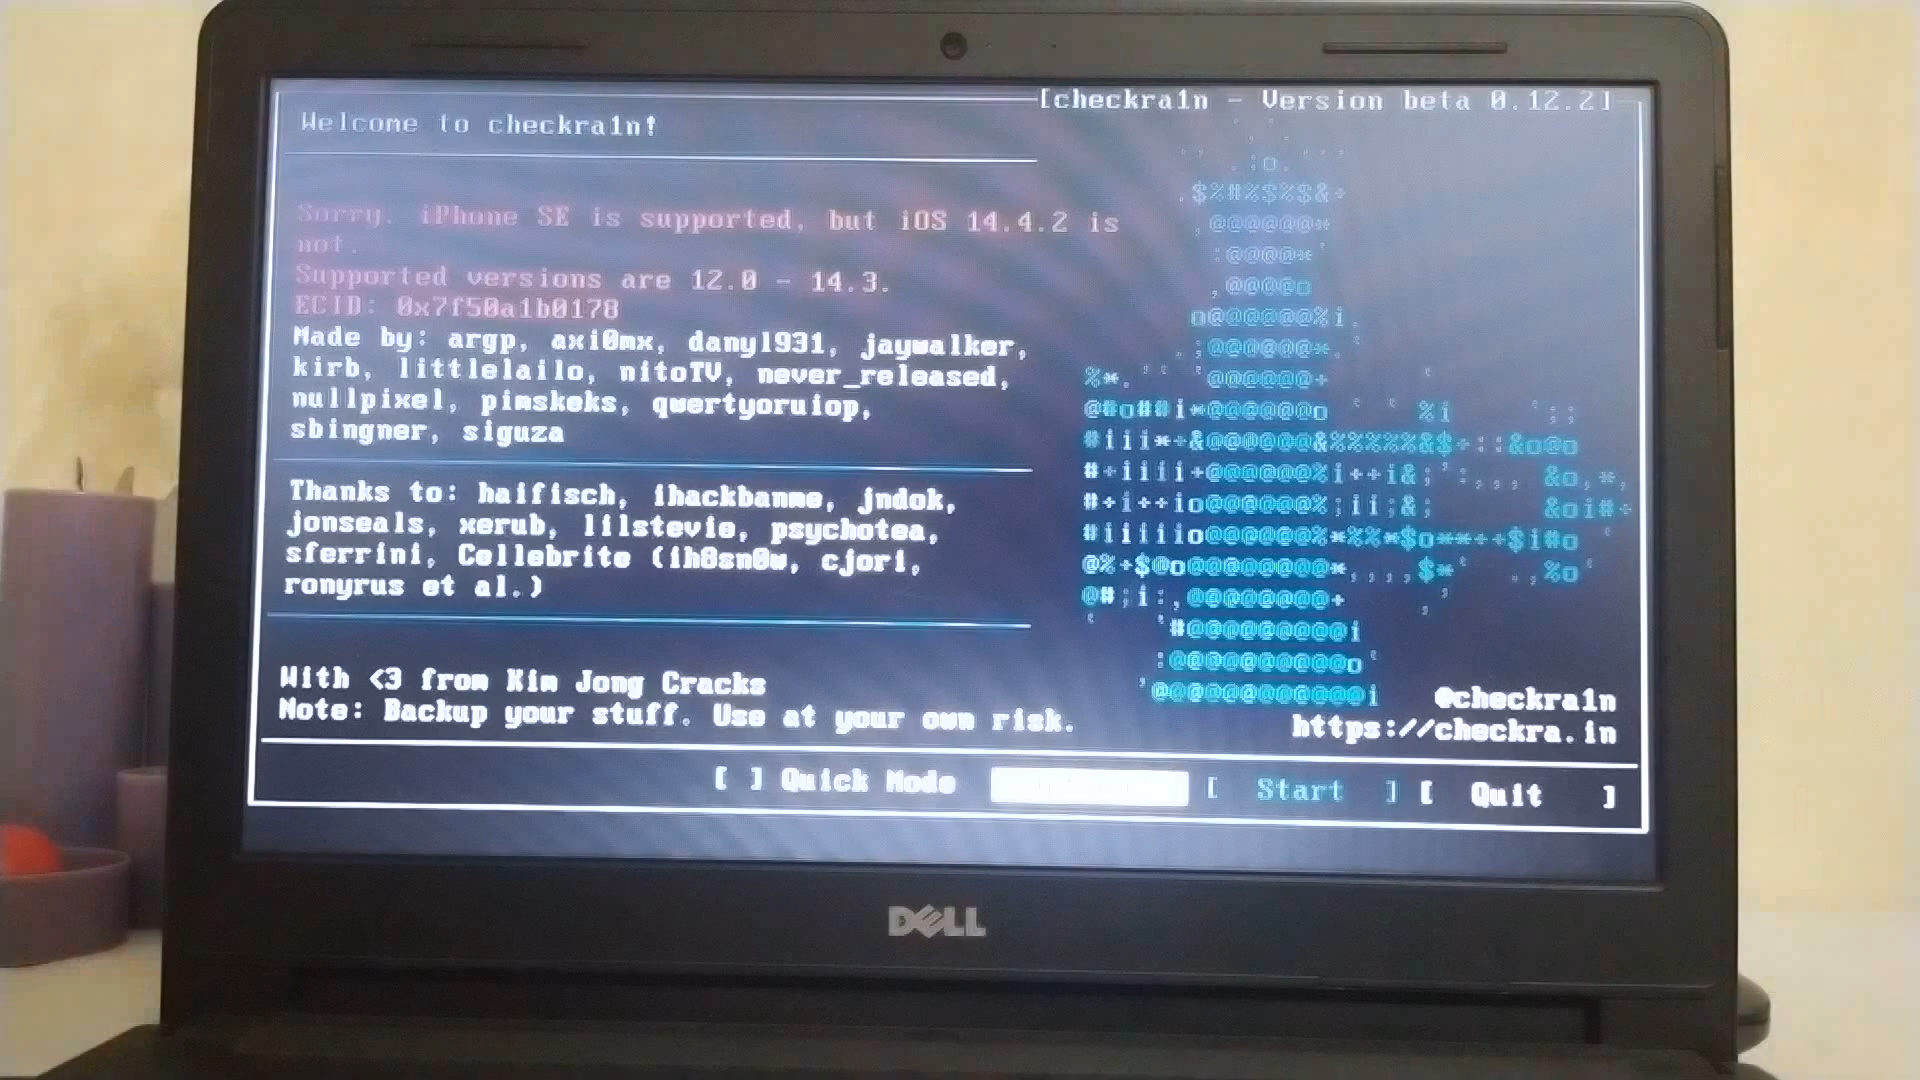 [checkra1n - Version beta 0.12.2]
Welcome to checkra1n!
Sorry, iPhone SE is supported, but iOS 14.4.2 is
not.
Supported versions are 12.0 - 14.3.
ECID: 0x7f50a1b0178
Made by: argp, axi0mx, danyl931, jaywalker,
kirb, littlelailo, nitoTV, never_released,
nullpixel, pimskeks, qwertyoruiop,
sbingner, siguza
Thanks to: haifisch, ihackbanme, jndok,
jonseals, xerub, lilstevie, psychotea,
sferrini, Cellebrite (ih8sn0w, cjori,
ronyrus et al.)
With <3 from Kim Jong Cracks
Note: Backup your stuff. Use at your own risk.
@checkra1n
https://checkra.in
[ ] Quick Mode [ Start ] [ Quit ]
DELL